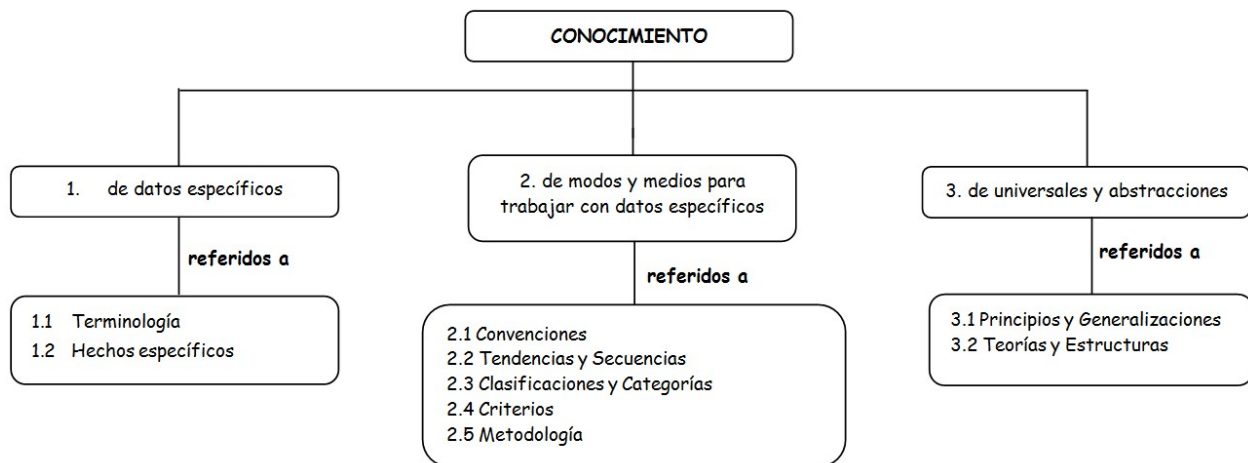 CONOCIMIENTO
1. de datos específicos
2. de modos y medios para
trabajar con datos específicos
3. de universales y abstracciones
referidos a
referidos a
referidos a
1.1 Terminología
1.2 Hechos específicos
2.1 Convenciones
2.2 Tendencias y Secuencias
2.3 Clasificaciones y Categorías
2.4 Criterios
2.5 Metodología
3.1 Principios y Generalizaciones
3.2 Teorías y Estructuras